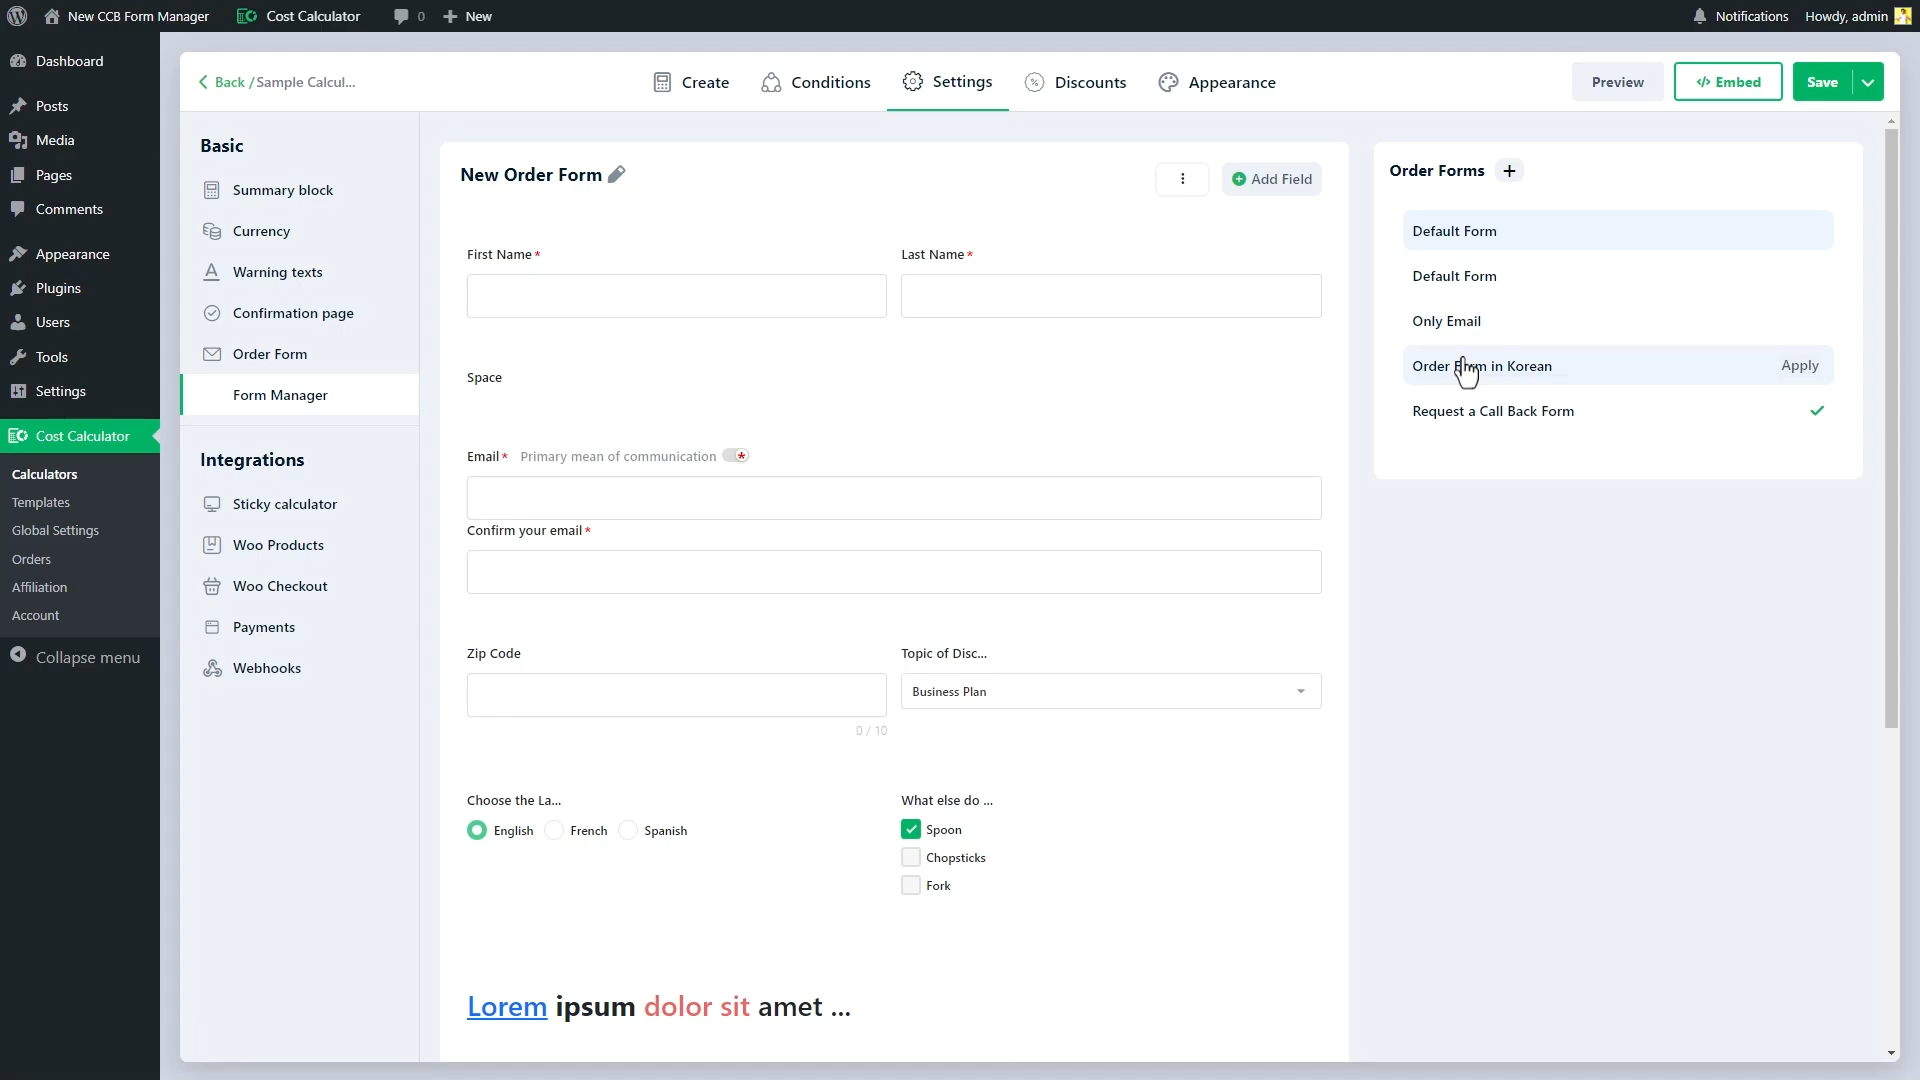 New CCB Form Manager
Cost Calculator
0
New
Notifications
Howdy, admin
Dashboard
Posts
Media
Pages
Comments
Appearance
Plugins
Users
Tools
Settings
Cost Calculator
Calculators
Templates
Global Settings
Orders
Affiliation
Account
Collapse menu
Back / Sample Calcul...
Create
Conditions
Settings
Discounts
Appearance
Preview
Embed
Save
Basic
Summary block
Currency
Warning texts
Confirmation page
Order Form
Form Manager
Integrations
Sticky calculator
Woo Products
Woo Checkout
Payments
Webhooks
New Order Form
Add Field
First Name *
Last Name *
Space
Email * Primary mean of communication *
Confirm your email *
Zip Code
Topic of Disc...
Business Plan
0 / 10
Choose the La...
English French Spanish
What else do ...
Spoon
Chopsticks
Fork
Lorem ipsum dolor sit amet ...
Order Forms +
Default Form
Default Form
Only Email
Order Form in Korean Apply
Request a Call Back Form